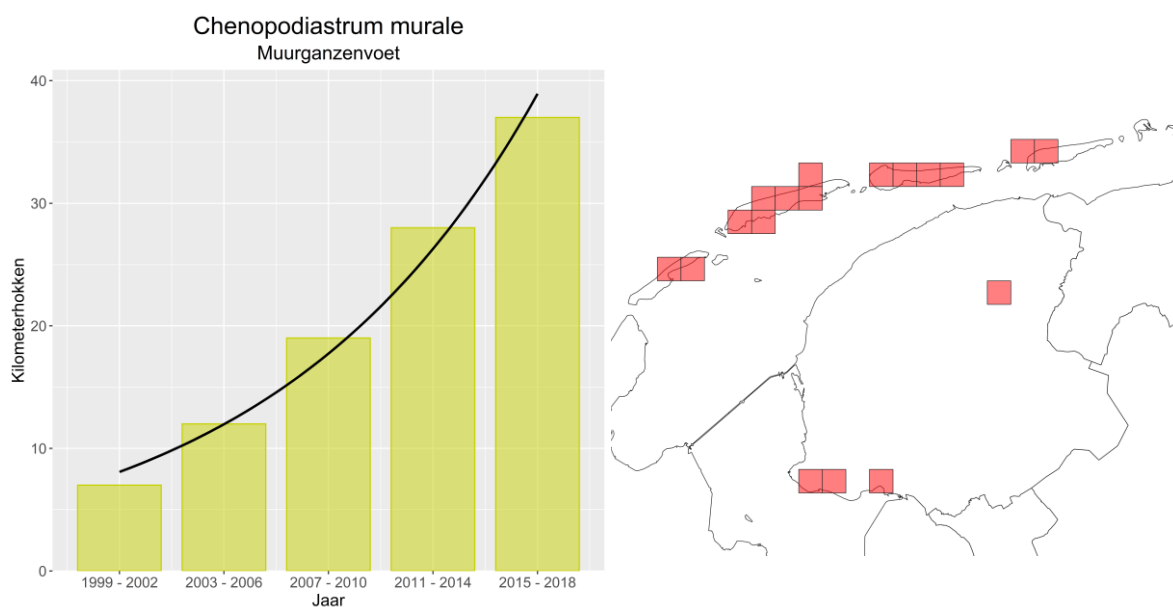 Chenopodiastrum murale
Muurganzenvoet
Kilometerhokken
40
30
20
10
0
1999 - 2002 2003 - 2006 2007 - 2010 2011 - 2014 2015 - 2018
Jaar